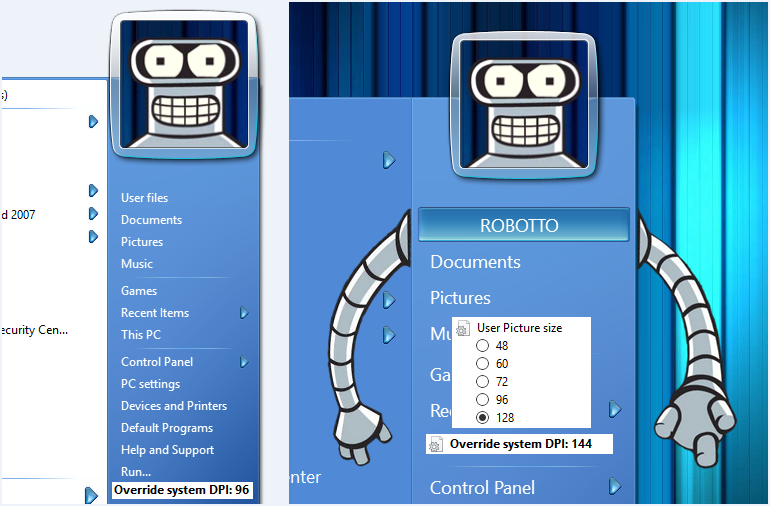 s)
d 2007
ecurity Cen...
User files
Documents
Pictures
Music
Games
Recent Items
This PC
Control Panel
PC settings
Devices and Printers
Default Programs
Help and Support
Run...
Override system DPI: 96
enter
ROBOTTO
Documents
Pictures
Mu
Ga
Re
User Picture size
48
60
72
96
128
Override system DPI: 144
Control Panel